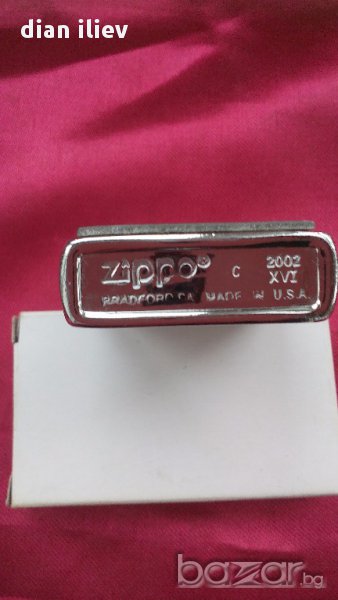 dian iliev
zippo® C 2002
XVI
BRADFORD.PA. MADE IN U.S.A.
bazar.bg